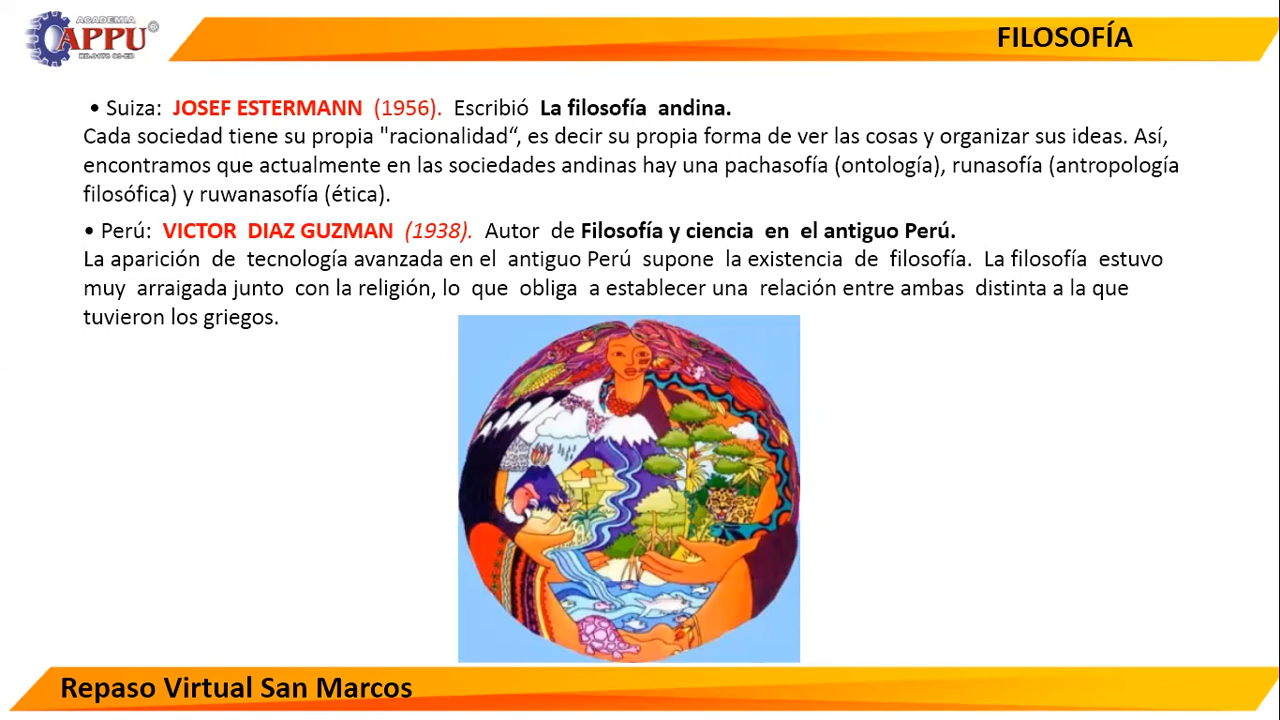 ACADEMIA
APPU
FILOSOFÍA
• Suiza: JOSEF ESTERMANN (1956). Escribió La filosofía andina.
Cada sociedad tiene su propia "racionalidad“, es decir su propia forma de ver las cosas y organizar sus ideas. Así,
encontramos que actualmente en las sociedades andinas hay una pachasofía (ontología), runasofía (antropología
filosófica) y ruwanasofía (ética).
• Perú: VICTOR DIAZ GUZMAN (1938). Autor de Filosofía y ciencia en el antiguo Perú.
La aparición de tecnología avanzada en el antiguo Perú supone la existencia de filosofía. La filosofía estuvo
muy arraigada junto con la religión, lo que obliga a establecer una relación entre ambas distinta a la que
tuvieron los griegos.
Repaso Virtual San Marcos